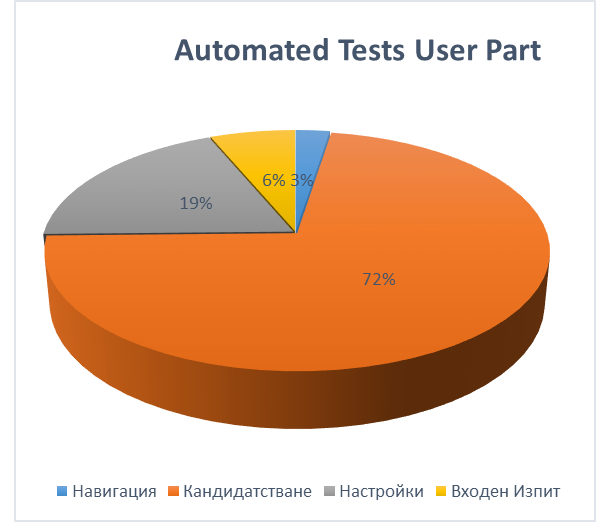 Automated Tests User Part
6% 3%
19%
72%
Навигация Кандидатстване Настройки Входен Изпит